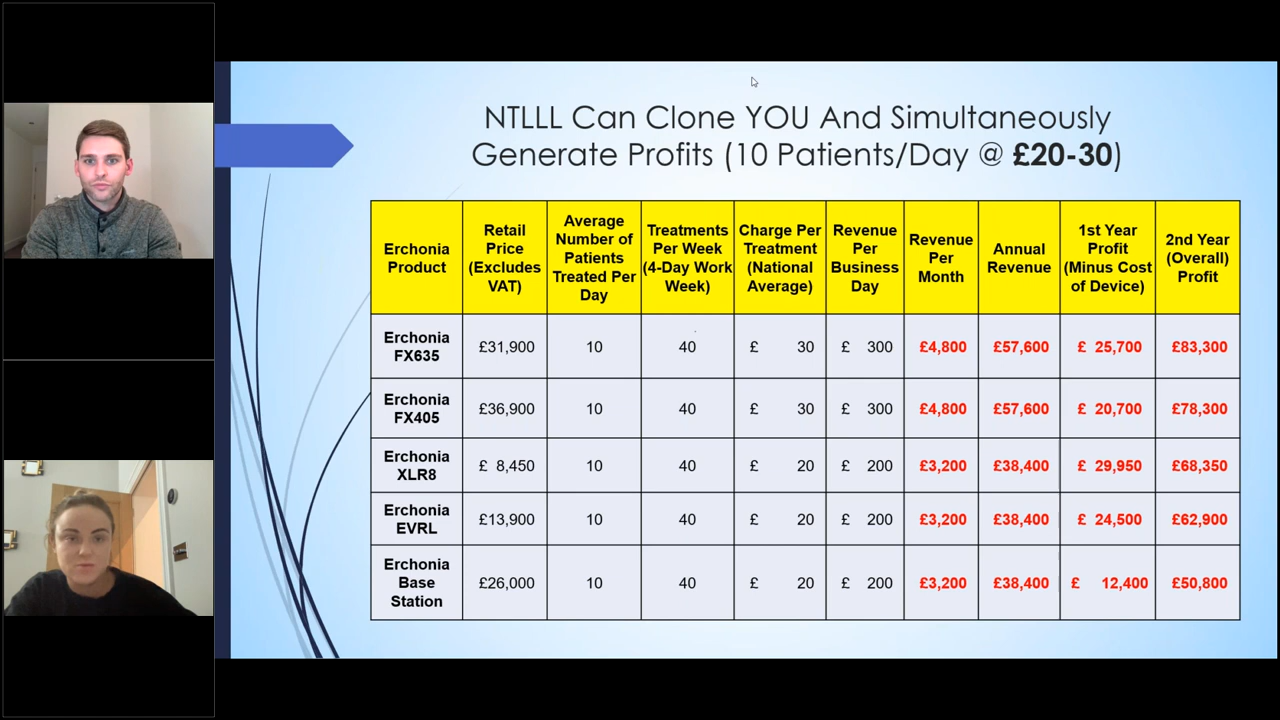 NTLLL Can Clone YOU And Simultaneously
Generate Profits (10 Patients/Day @ £20-30)
Erchonia
Product
Retail
Price
(Excludes
VAT)
Average
Number of
Patients
Treated Per
Day
Treatments
Per Week
(4-Day Work
Week)
Charge Per
Treatment
(National
Average)
Revenue
Per
Business
Day
Revenue
Per
Month
Annual
Revenue
1st Year
Profit
(Minus Cost
of Device)
2nd Year
(Overall)
Profit
Erchonia
FX635
£31,900
10
40
£ 30
£ 300
£4,800
£57,600
£ 25,700
£83,300
Erchonia
FX405
£36,900
10
40
£ 30
£ 300
£4,800
£57,600
£ 20,700
£78,300
Erchonia
XLR8
£ 8,450
10
40
£ 20
£ 200
£3,200
£38,400
£ 29,950
£68,350
Erchonia
EVRL
£13,900
10
40
£ 20
£ 200
£3,200
£38,400
£ 24,500
£62,900
Erchonia
Base
Station
£26,000
10
40
£ 20
£ 200
£3,200
£38,400
£ 12,400
£50,800